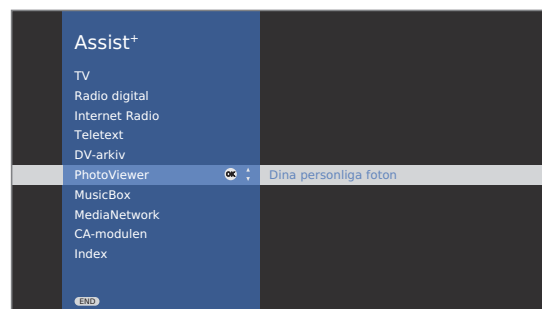 Assist+
TV
Radio digital
Internet Radio
Teletext
DV-arkiv
PhotoViewer OK Dina personliga foton
MusicBox
MediaNetwork
CA-modulen
Index
END